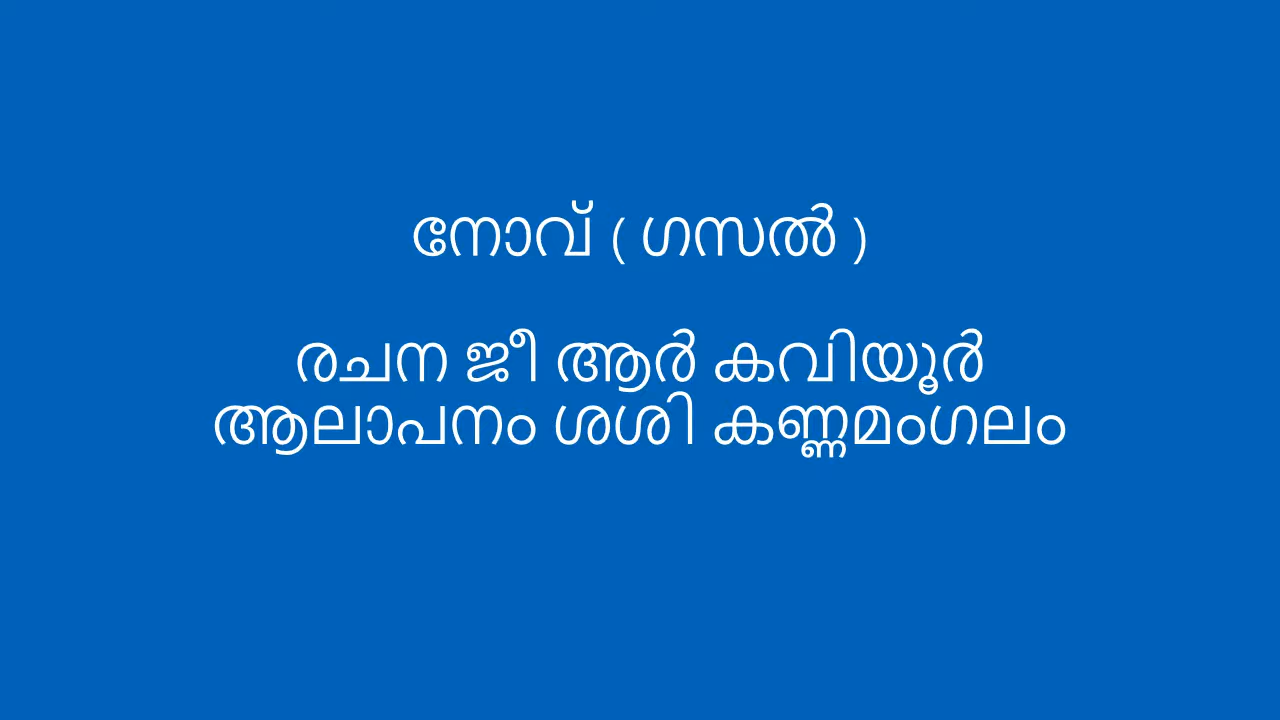 നോവ് ( ഗസൽ )
രചന ജീ ആർ കവിയൂർ
ആലാപനം ശശി കണ്ണമംഗലം